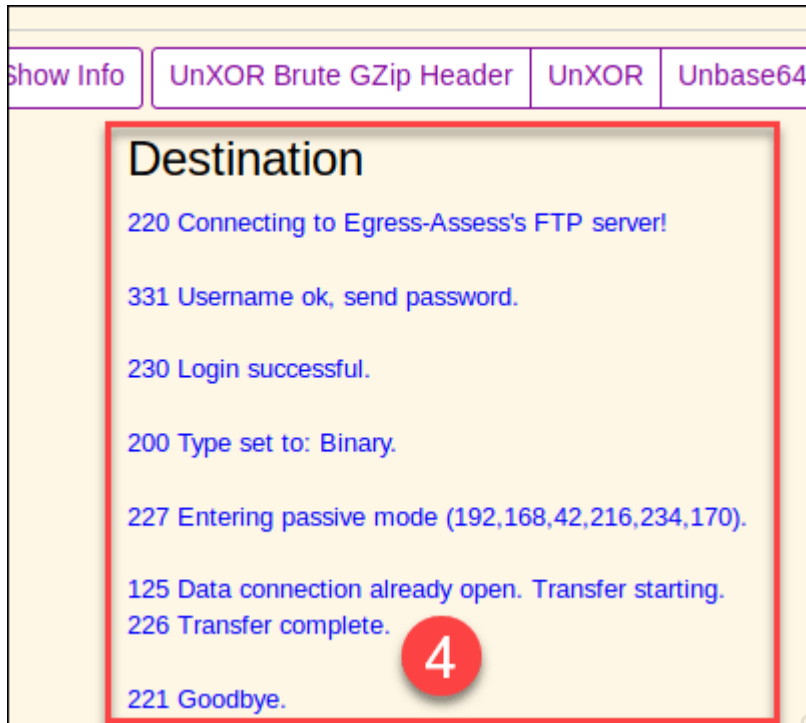 Show Info UnXOR Brute GZip Header UnXOR Unbase64
Destination
220 Connecting to Egress-Assess's FTP server!
331 Username ok, send password.
230 Login successful.
200 Type set to: Binary.
227 Entering passive mode (192,168,42,216,234,170).
125 Data connection already open. Transfer starting.
226 Transfer complete.
4
221 Goodbye.